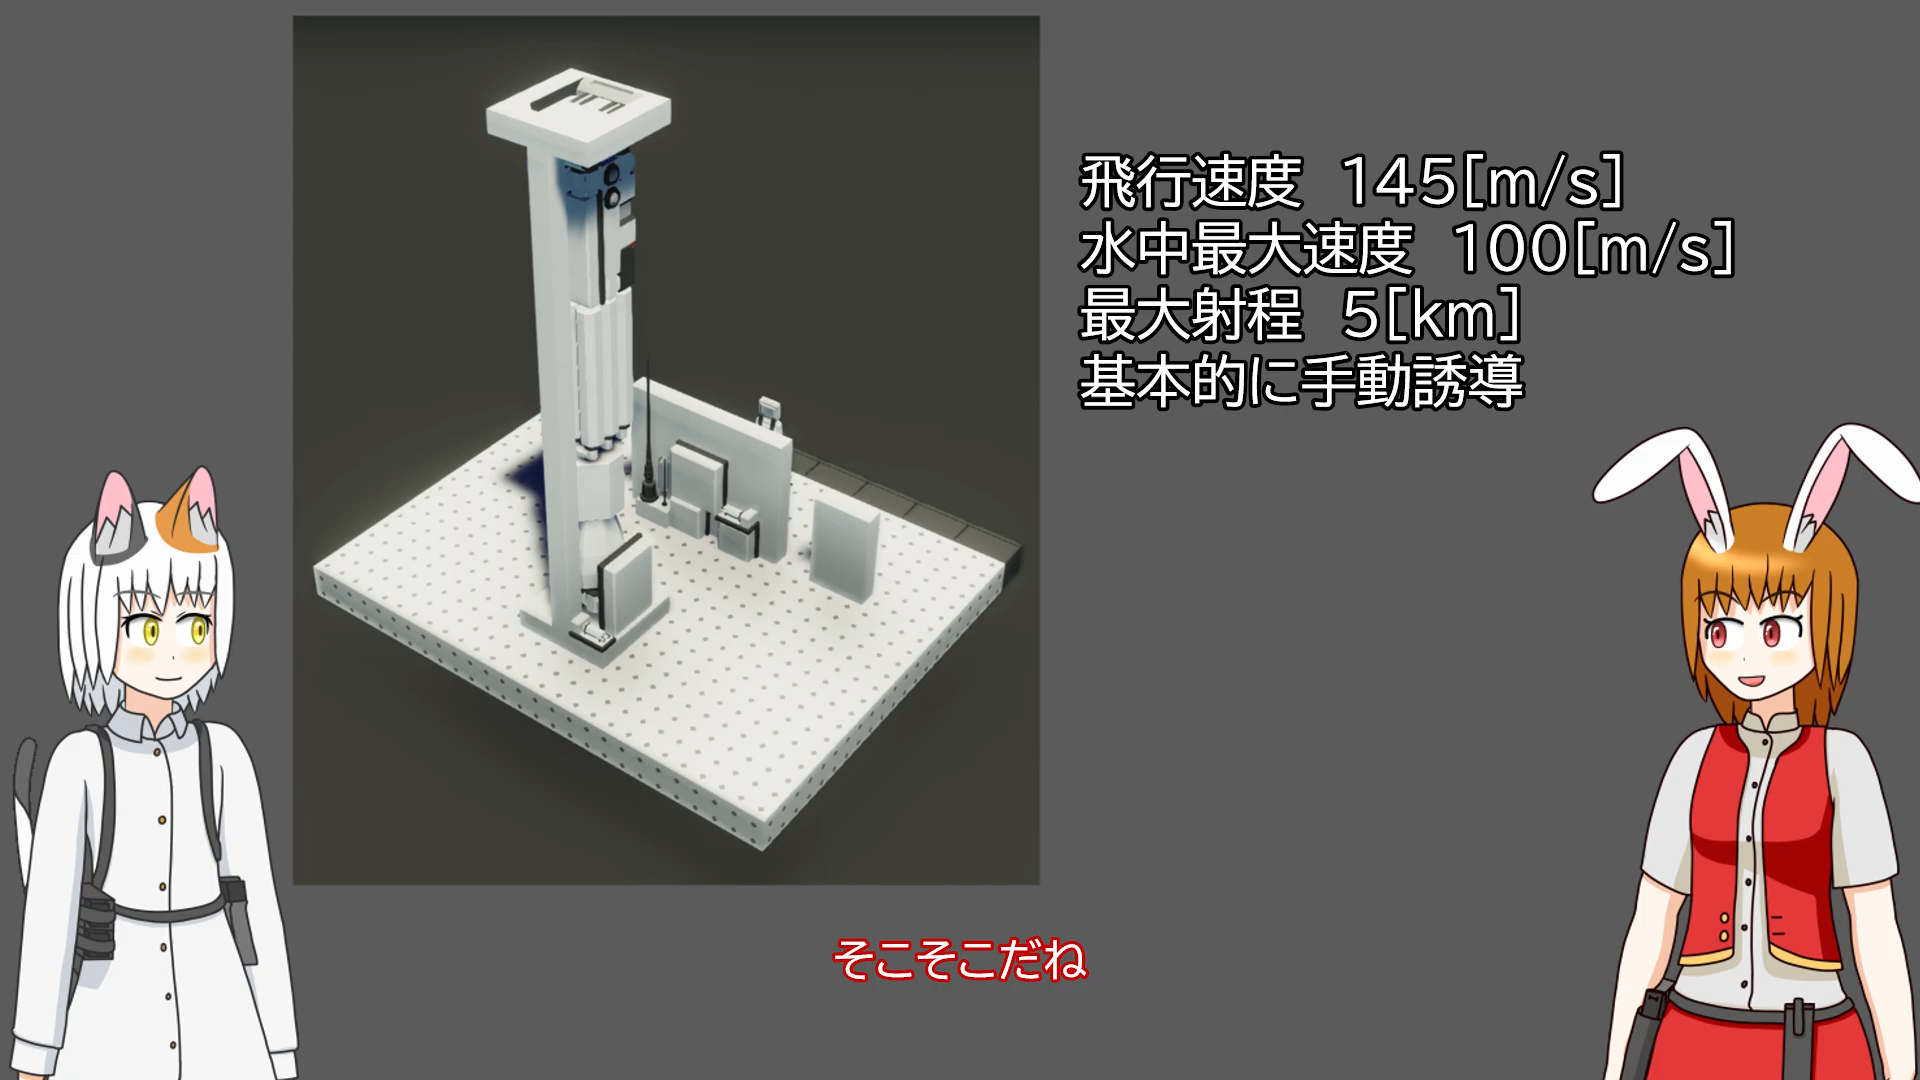 飛行速度 145[m/s]
水中最大速度 100[m/s]
最大射程 5[km]
基本的に手動誘導
そこそこだね